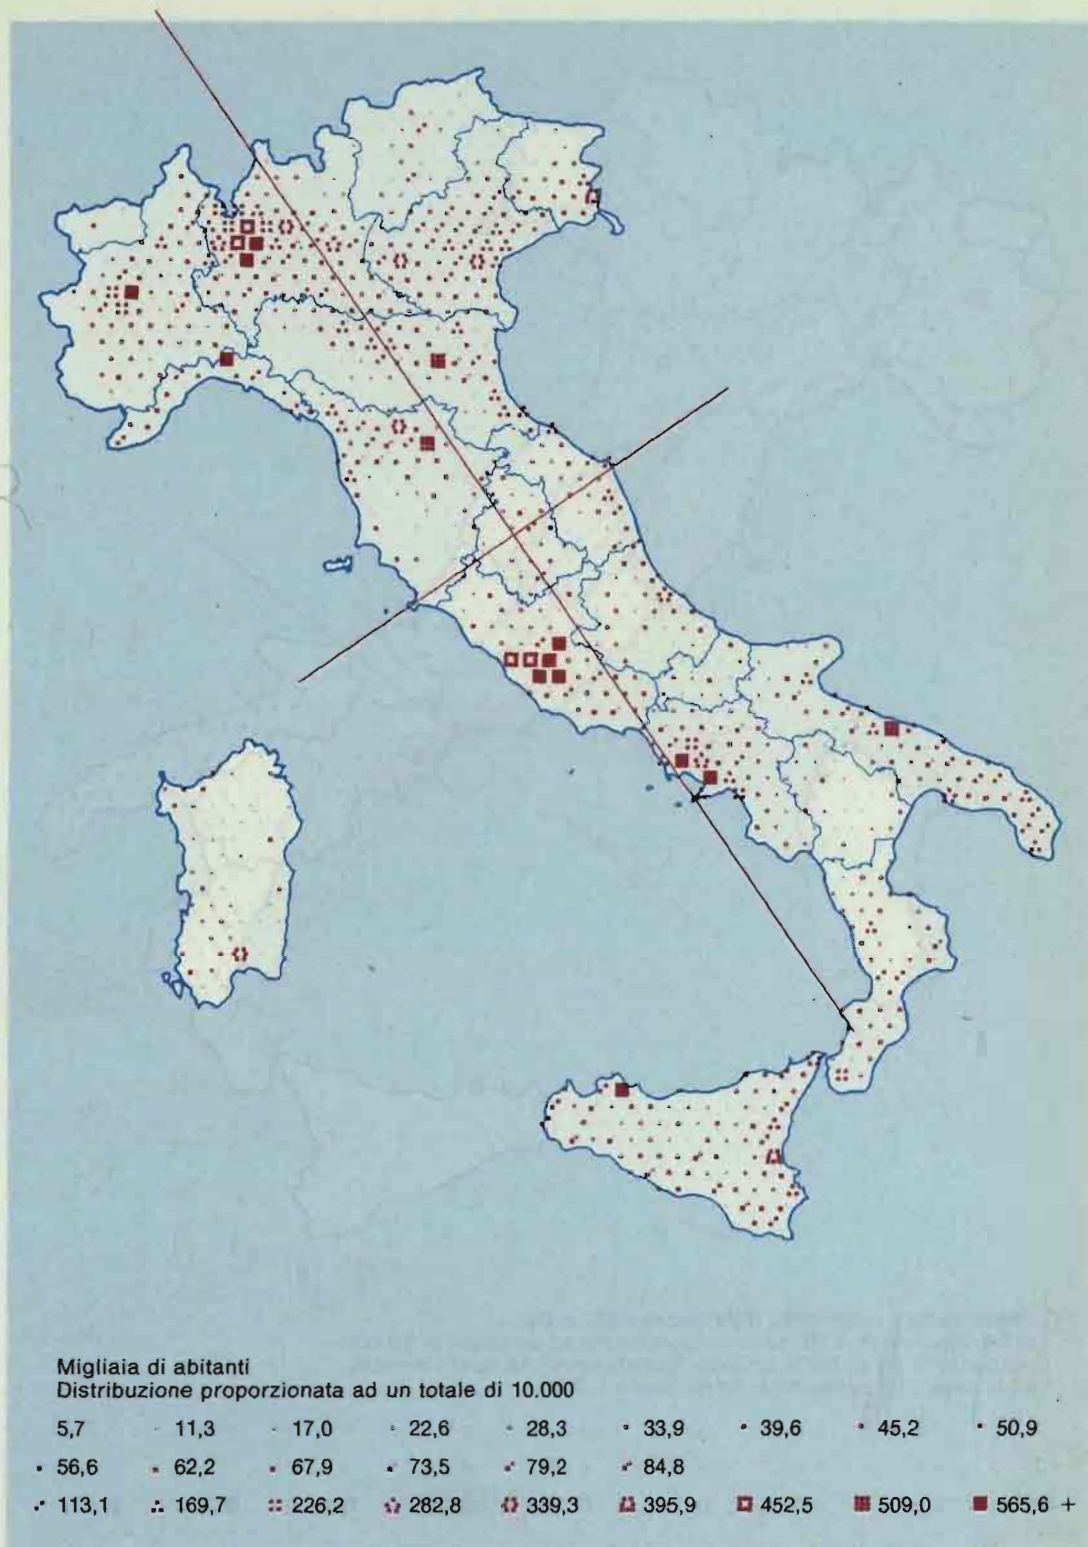 Migliaia di abitanti
Distribuzione proporzionata ad un totale di 10.000
5,7 11,3 17,0 22,6 28,3 33,9 39,6 45,2 50,9
56,6 62,2 67,9 73,5 79,2 84,8
113,1 169,7 226,2 282,8 339,3 395,9 452,5 509,0 565,6 +